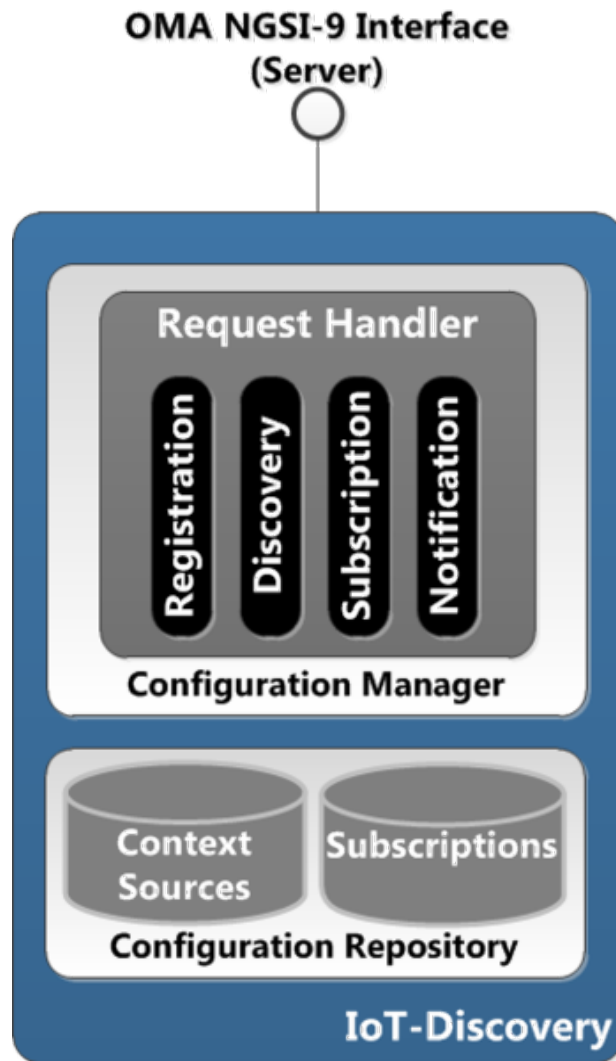 OMA NGSI-9 Interface
(Server)
Request Handler
Registration
Discovery
Subscription
Notification
Configuration Manager
Context
Sources
Subscriptions
Configuration Repository
IoT-Discovery